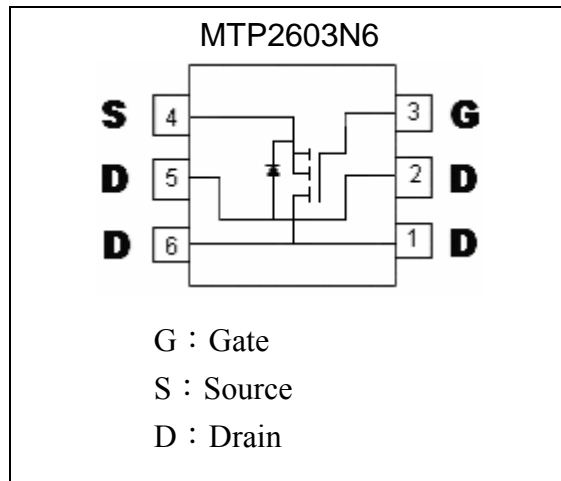 MTP2603N6
S 4 3 G
D 5 2 D
D 6 1 D
G：Gate
S：Source
D：Drain